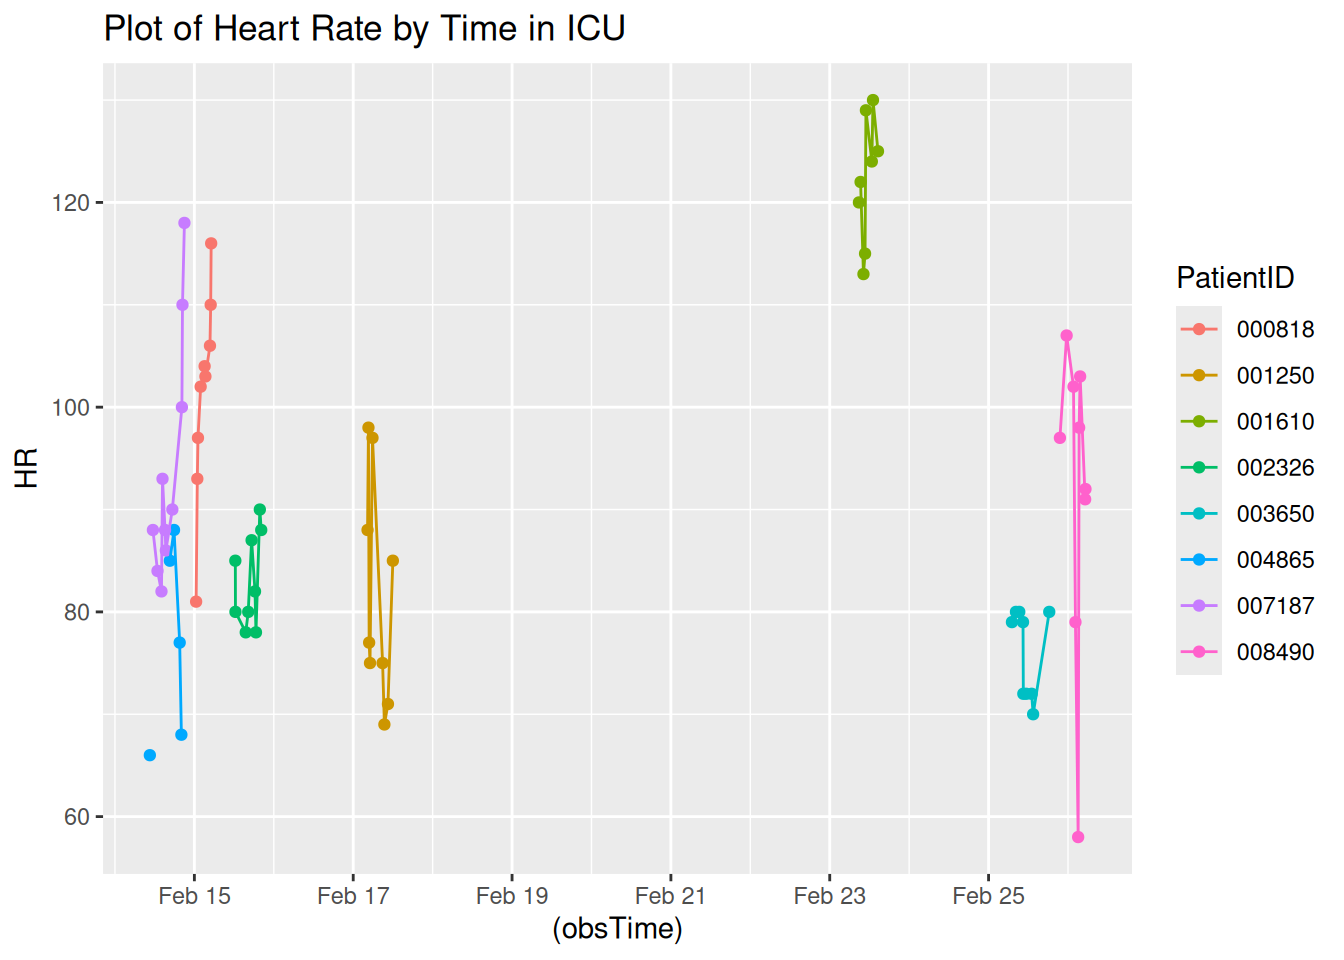 Plot of Heart Rate by Time in ICU
HR
120
100
80
60
Feb 15 Feb 17 Feb 19 Feb 21 Feb 23 Feb 25
(obsTime)
PatientID
000818
001250
001610
002326
003650
004865
007187
008490